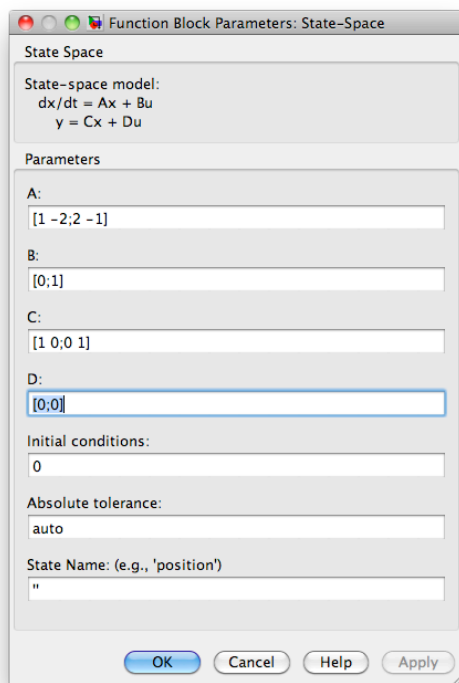 Function Block Parameters: State-Space
State Space
State-space model:
dx/dt = Ax + Bu
y = Cx + Du
Parameters
A:
[1 -2;2 -1]
B:
[0;1]
C:
[1 0;0 1]
D:
[0;0]
Initial conditions:
0
Absolute tolerance:
auto
State Name: (e.g., 'position')
''
OK Cancel Help Apply